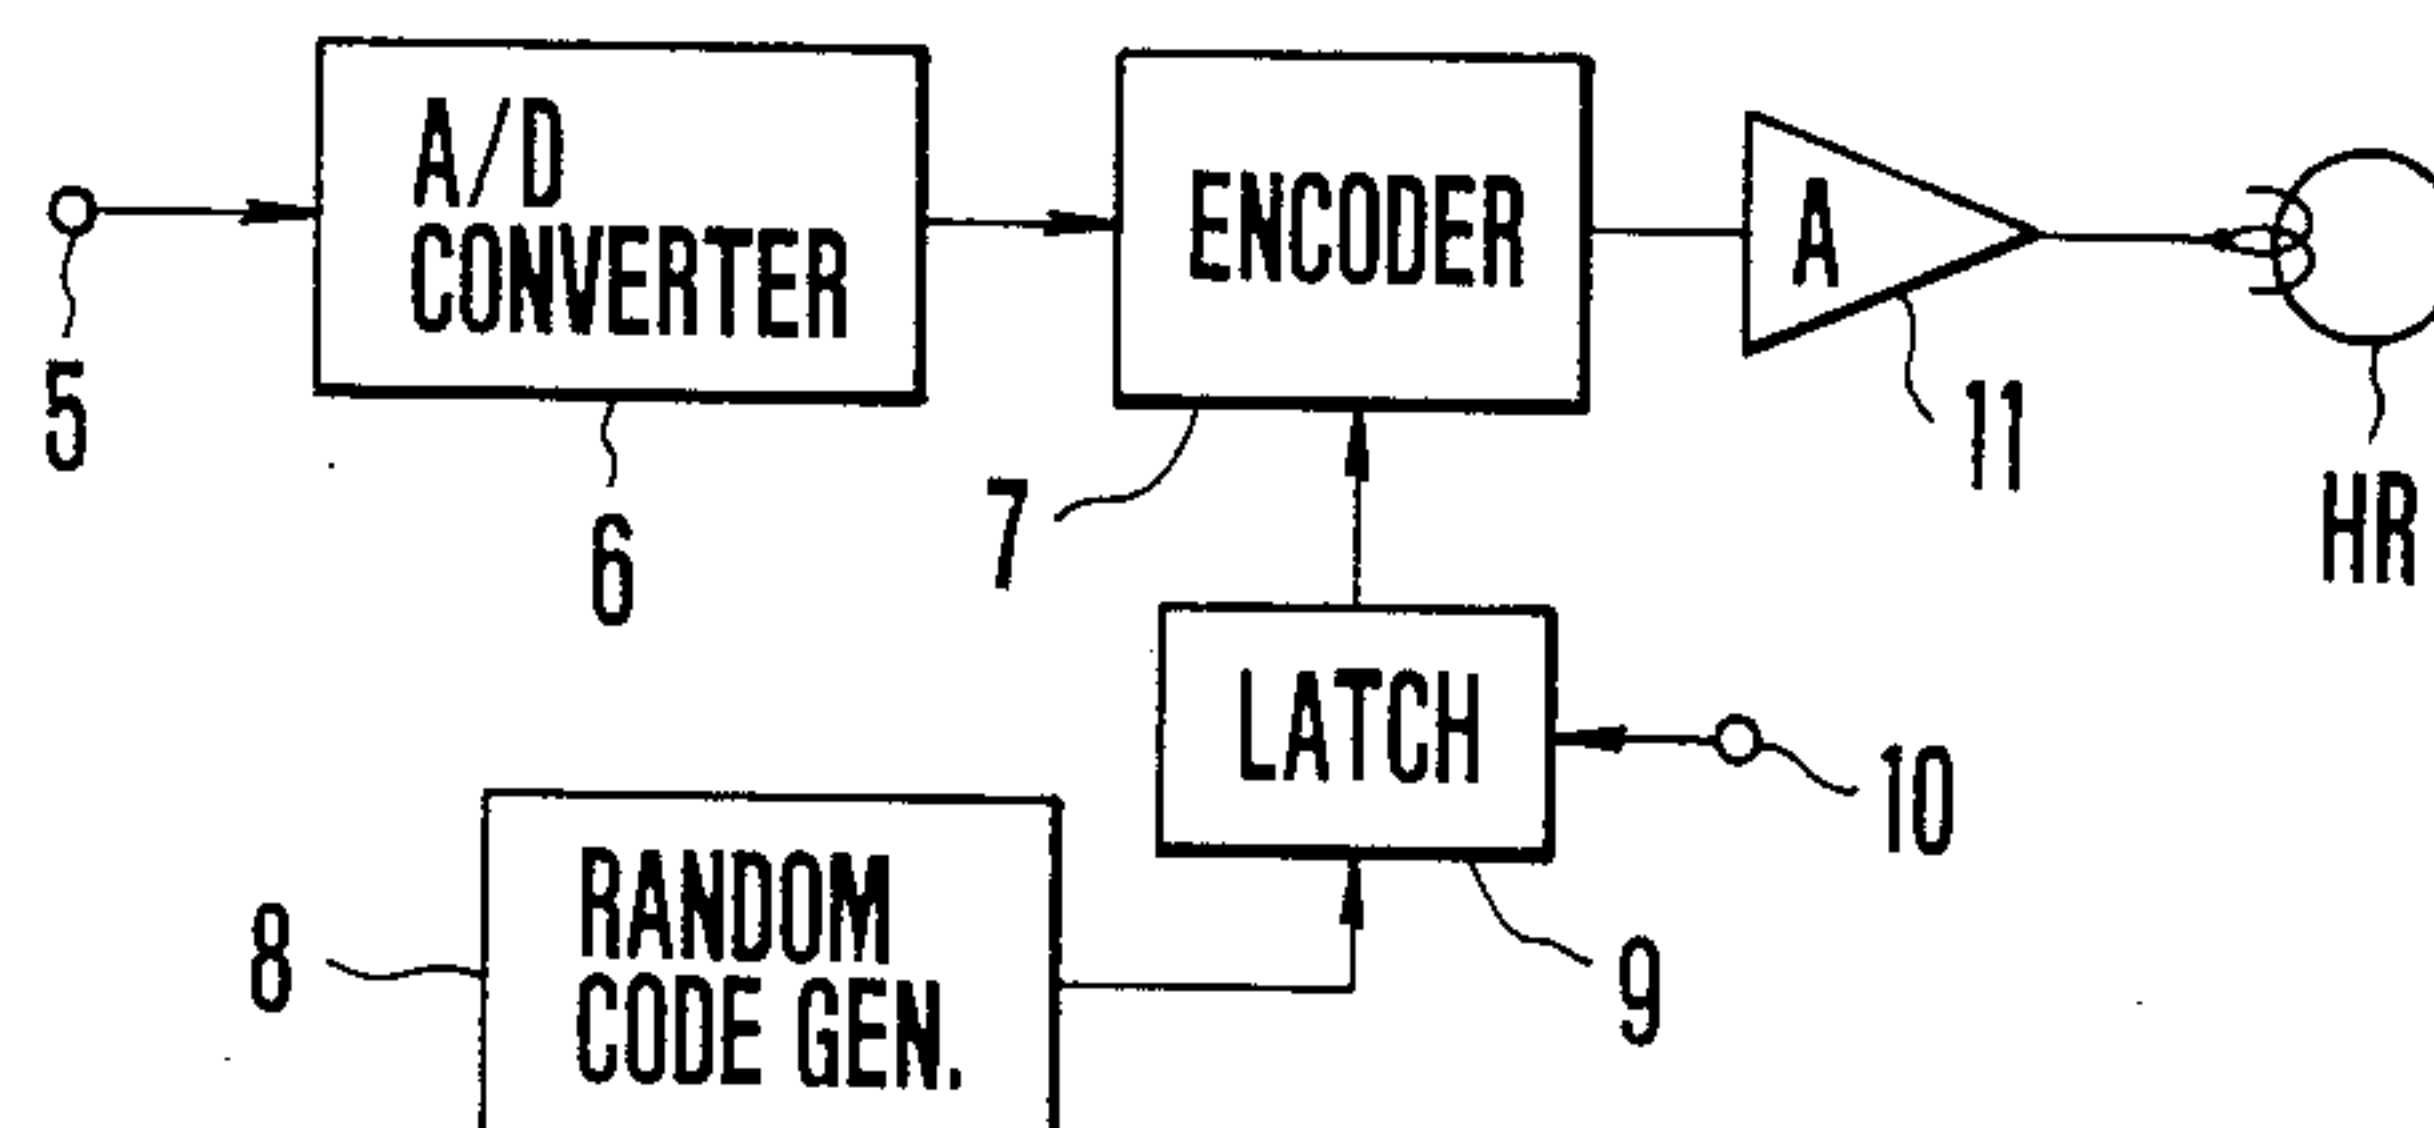 A/D
CONVERTER
ENCODER
A
5
6
7
11
HR
LATCH
10
RANDOM
CODE GEN.
8
9